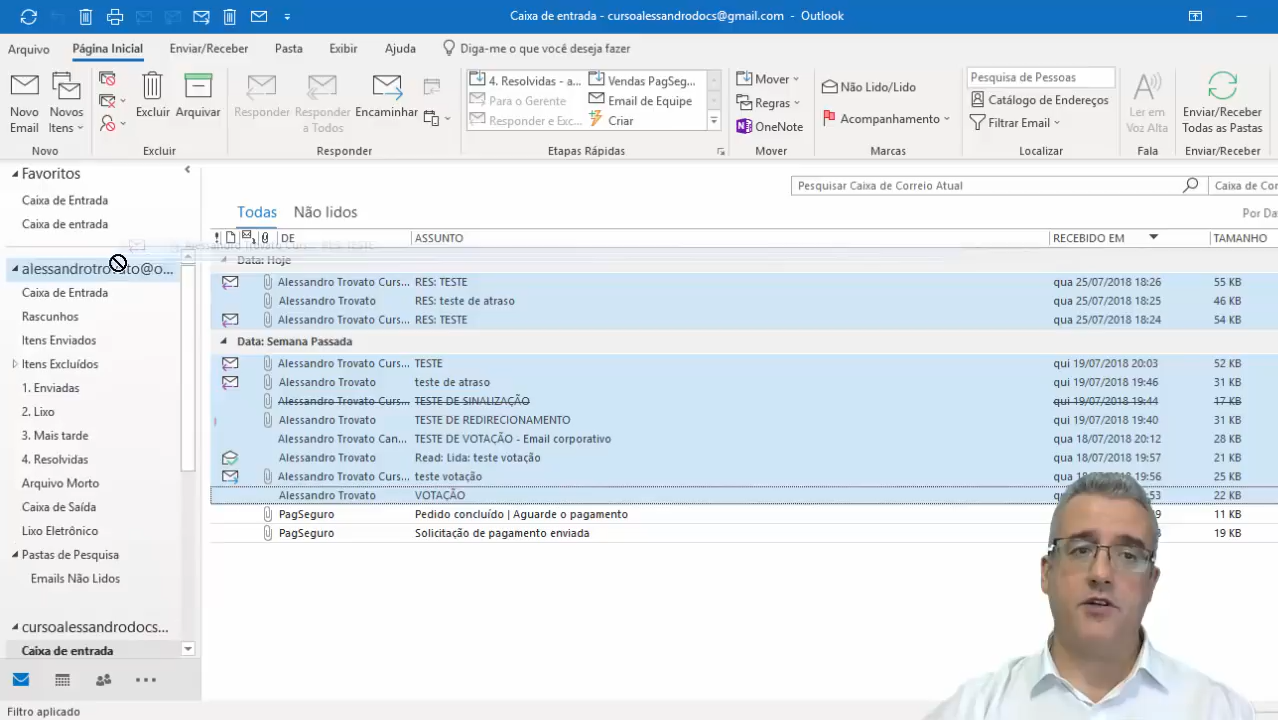 Caixa de entrada - cursoalessandrodocs@gmail.com - Outlook
Arquivo Página Inicial Enviar/Receber Pasta Exibir Ajuda Diga-me o que você deseja fazer
Novo Email
Novos Itens
Novo
Excluir
Arquivar
Excluir
Responder
Responder a Todos
Encaminhar
Responder
4. Resolvidas - a...
Para o Gerente
Responder e Exc...
Vendas PagSeg...
Email de Equipe
Criar
Etapas Rápidas
Mover
Regras
OneNote
Mover
Não Lido/Lido
Acompanhamento
Marcas
Pesquisa de Pessoas
Catálogo de Endereços
Filtrar Email
Localizar
Ler em Voz Alta
Fala
Enviar/Receber Todas as Pastas
Enviar/Receber
Favoritos
Caixa de Entrada
Caixa de entrada
Caixa de Entrada
Rascunhos
Itens Enviados
Itens Excluídos
1. Enviadas
2. Lixo
3. Mais tarde
4. Resolvidas
Arquivo Morto
Caixa de Saída
Lixo Eletrônico
Pastas de Pesquisa
Emails Não Lidos
cursoalessandrodocs...
Caixa de entrada
Filtro aplicado
Pesquisar Caixa de Correio Atual
Todas Não lidos
DE ASSUNTO RECEBIDO EM TAMANHO
Data: Hoje
Alessandro Trovato Curs... RES: TESTE qua 25/07/2018 18:26 55 KB
Alessandro Trovato RES: teste de atraso qua 25/07/2018 18:25 46 KB
Alessandro Trovato Curs... RES: TESTE qua 25/07/2018 18:24 54 KB
Data: Semana Passada
Alessandro Trovato Curs... TESTE qui 19/07/2018 20:03 52 KB
Alessandro Trovato teste de atraso qui 19/07/2018 19:46 31 KB
Alessandro Trovato Curs... TESTE DE SINALIZAÇÃO qui 19/07/2018 19:44 17 KB
Alessandro Trovato TESTE DE REDIRECIONAMENTO qui 19/07/2018 19:40 31 KB
Alessandro Trovato Can... TESTE DE VOTAÇÃO - Email corporativo qua 18/07/2018 20:12 28 KB
Alessandro Trovato Read: Lida: teste votação qua 18/07/2018 19:57 21 KB
Alessandro Trovato Curs... teste votação 19:56 25 KB
Alessandro Trovato VOTAÇÃO 22 KB
PagSeguro Pedido concluído | Aguarde o pagamento 11 KB
PagSeguro Solicitação de pagamento enviada 19 KB